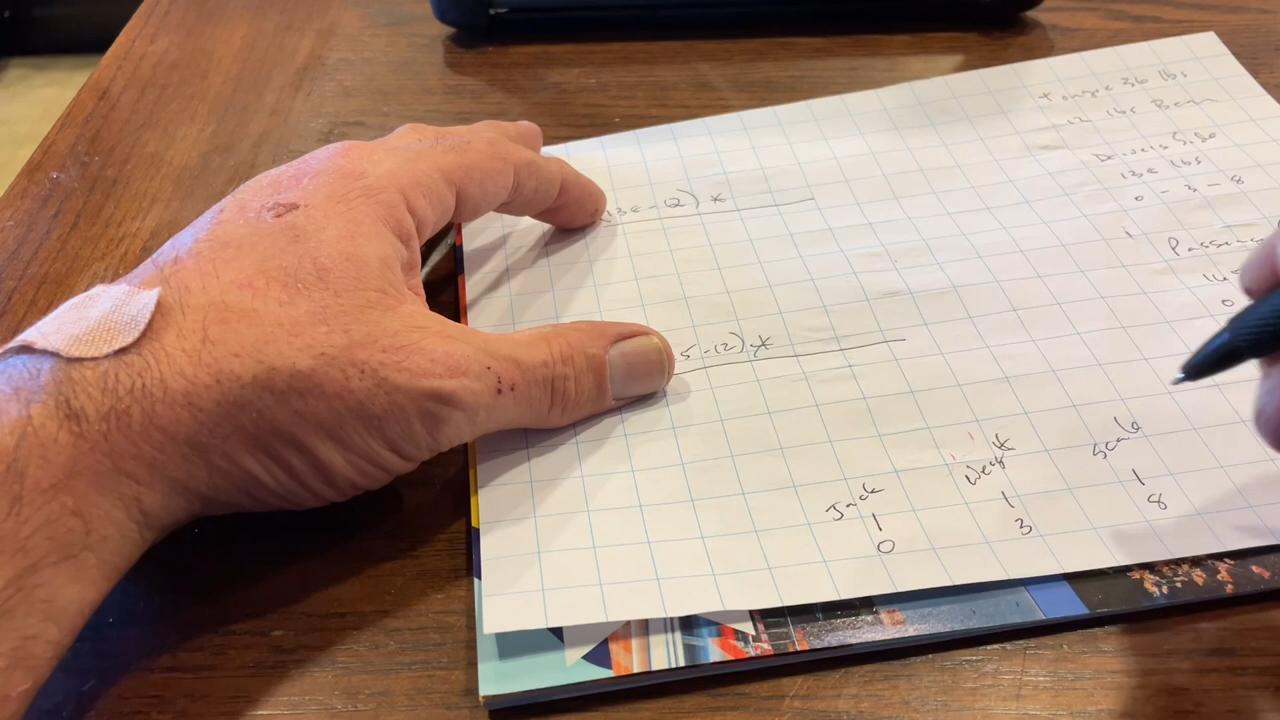 Tongue 36 lbs
12 lbs Beam
Drivers Side
136 lbs
0 - 3 - 8
(136-12) *
5-12) *
Jack Weight Scale
1 1 1
0 3 8